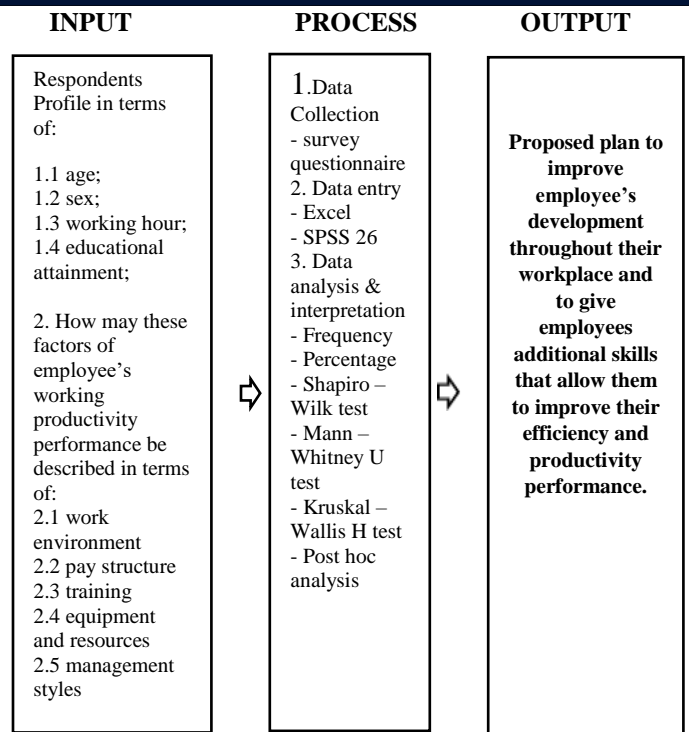 INPUT
PROCESS
OUTPUT
Respondents
Profile in terms
of:
1.1 age;
1.2 sex;
1.3 working hour;
1.4 educational
attainment;
2. How may these
factors of
employee's
working
productivity
performance be
described in terms
of:
2.1 work
environment
2.2 pay structure
2.3 training
2.4 equipment
and resources
2.5 management
styles
1.Data
Collection
- survey
questionnaire
2. Data entry
- Excel
- SPSS 26
3. Data
analysis &
interpretation
- Frequency
- Percentage
- Shapiro –
Wilk test
- Mann –
Whitney U
test
- Kruskal –
Wallis H test
- Post hoc
analysis
Proposed plan to
improve
employee's
development
throughout their
workplace and
to give
employees
additional skills
that allow them
to improve their
efficiency and
productivity
performance.